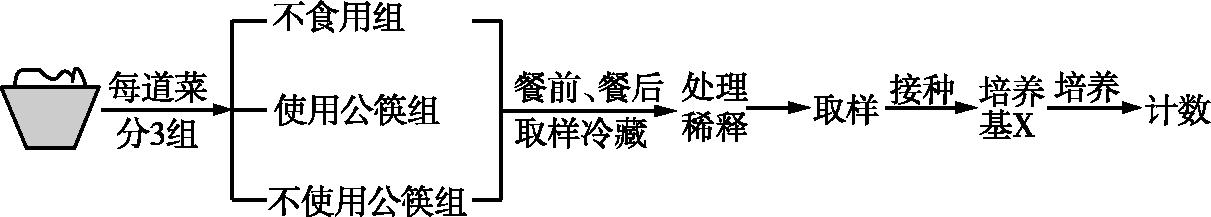 每道菜
分3组
不食用组
使用公筷组
不使用公筷组
餐前、餐后
取样冷藏
处理
稀释
取样
接种
培养
基X
培养
计数